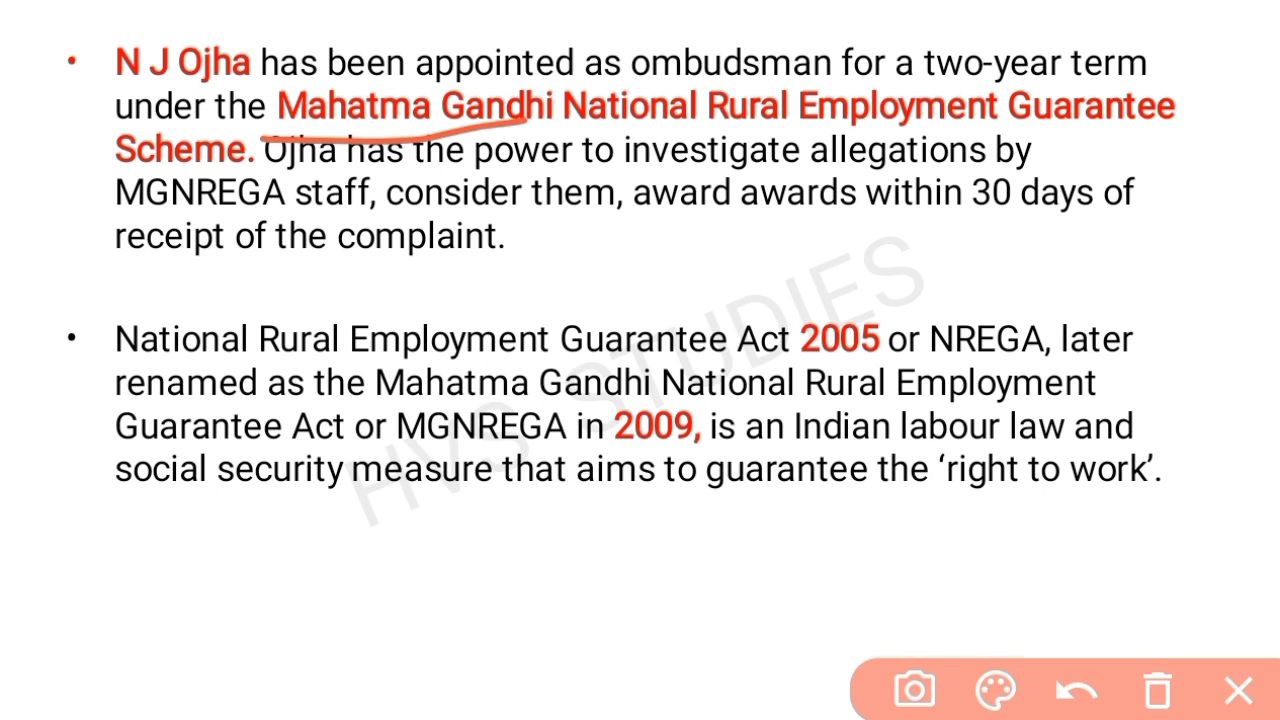 • N J Ojha has been appointed as ombudsman for a two-year term
under the Mahatma Gandhi National Rural Employment Guarantee
Scheme. Ojha has the power to investigate allegations by
MGNREGA staff, consider them, award awards within 30 days of
receipt of the complaint.
• National Rural Employment Guarantee Act 2005 or NREGA, later
renamed as the Mahatma Gandhi National Rural Employment
Guarantee Act or MGNREGA in 2009, is an Indian labour law and
social security measure that aims to guarantee the ‘right to work’.
HVS STUDIES